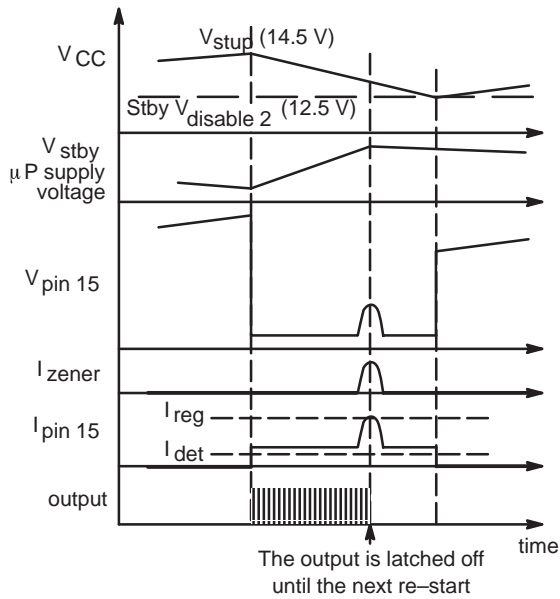 V CC
V stup (14.5 V)
Stby V disable 2 (12.5 V)
V stby
μ P supply
voltage
V pin 15
I zener
I pin 15
I reg
I det
output
time
The output is latched off
until the next re–start